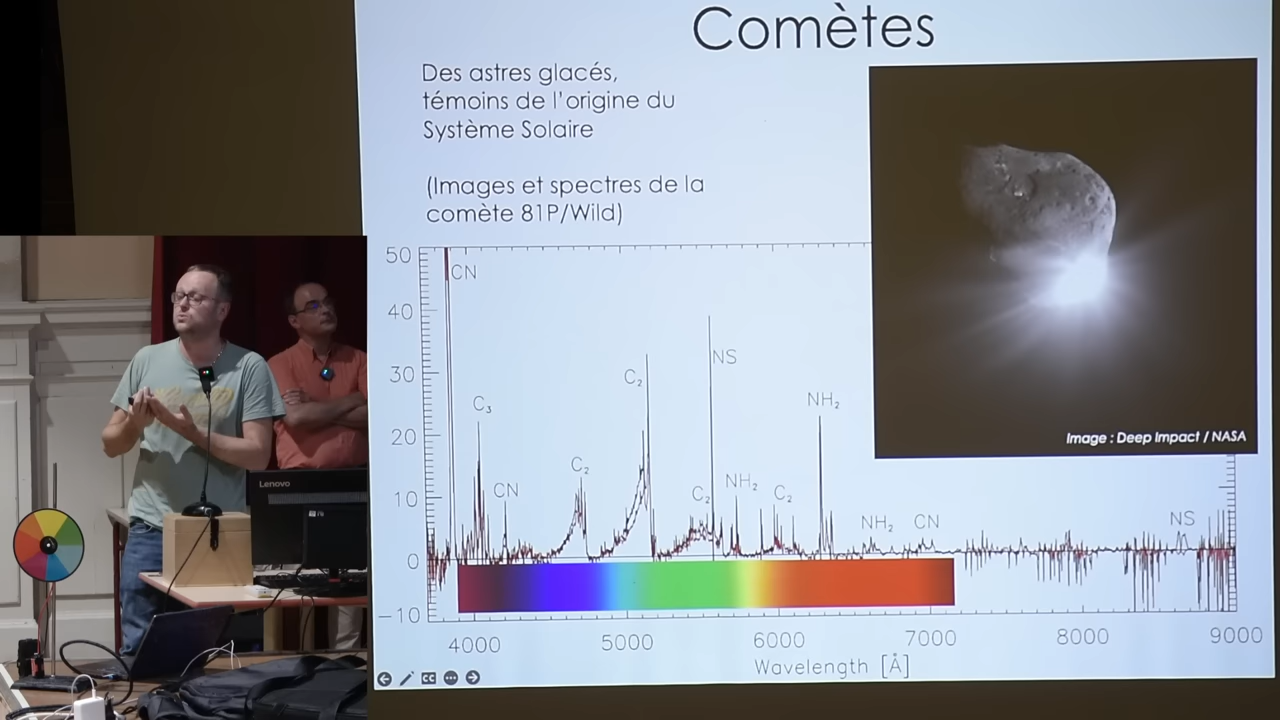 Comètes
Des astres glacés,
témoins de l'origine du
Système Solaire
(Images et spectres de la
comète 81P/Wild)
Image : Deep Impact / NASA
50
40
30
20
10
0
−10
CN
C₃
CN
C₂
C₂
C₂
NS
NH₂
C₂
NH₂
NH₂
CN
NS
4000
5000
6000
7000
8000
9000
Wavelength [Å]
CC
Lenovo